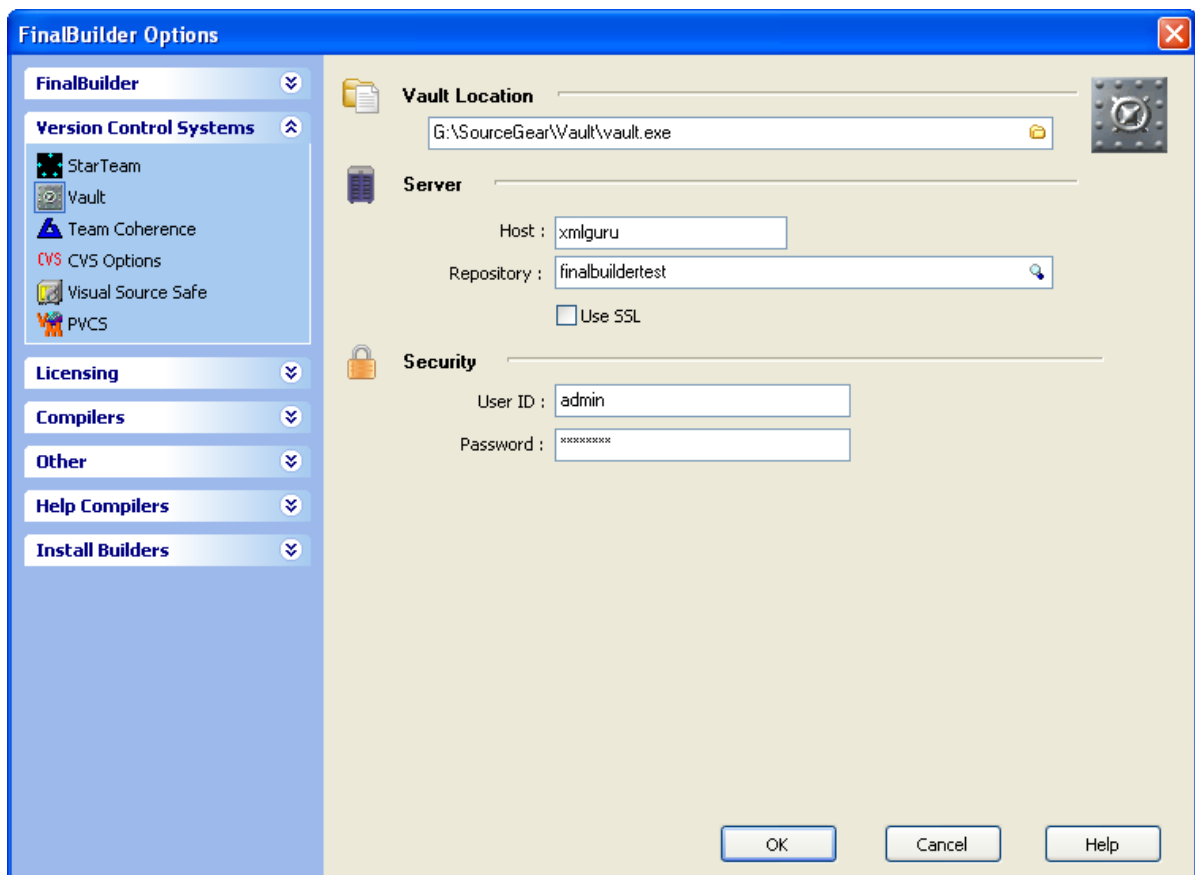 FinalBuilder Options
FinalBuilder
Version Control Systems
StarTeam
Vault
Team Coherence
CVS CVS Options
Visual Source Safe
PVCS
Licensing
Compilers
Other
Help Compilers
Install Builders
Vault Location
G:\SourceGear\Vault\vault.exe
Server
Host : xmlguru
Repository : finalbuildertest
Use SSL
Security
User ID : admin
Password : ********
OK Cancel Help